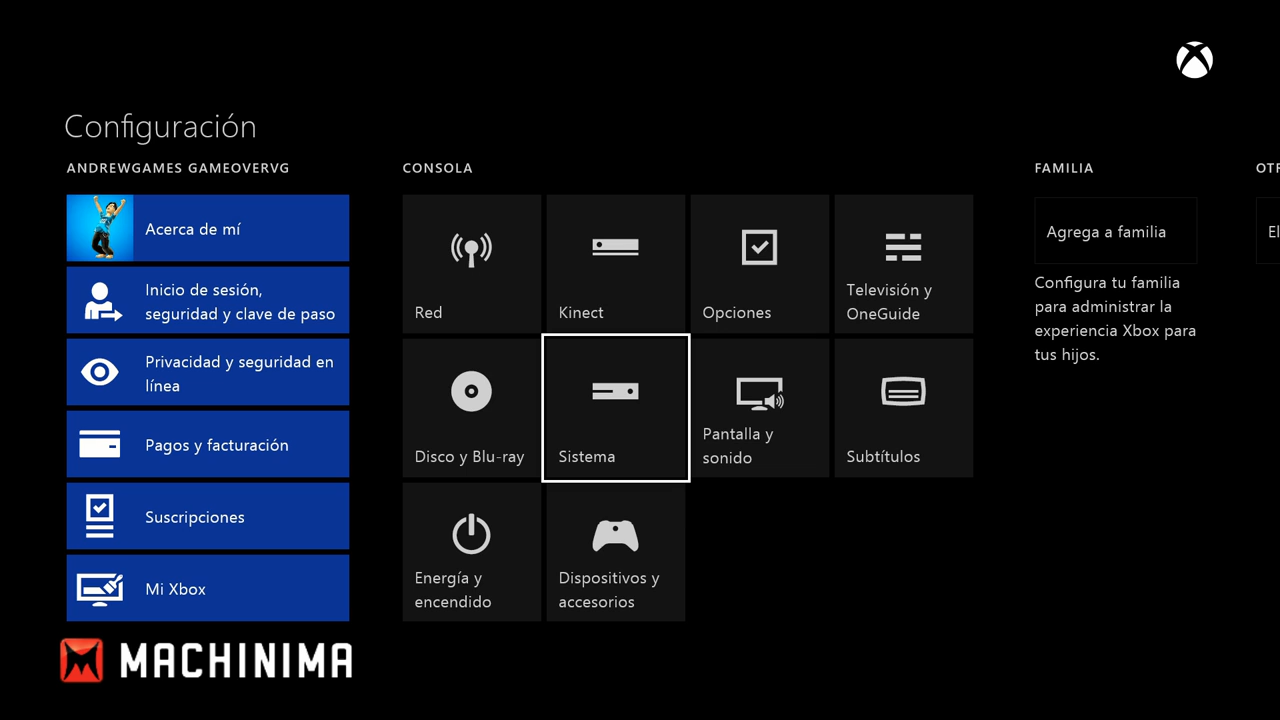 Configuración
ANDREWGAMES GAMEOVERVG
Acerca de mí
Inicio de sesión,
seguridad y clave de paso
Privacidad y seguridad en
línea
Pagos y facturación
Suscripciones
Mi Xbox
CONSOLA
Red
Kinect
Opciones
Televisión y
OneGuide
Disco y Blu-ray
Sistema
Pantalla y
sonido
Subtítulos
Energía y
encendido
Dispositivos y
accesorios
FAMILIA
Agrega a familia
Configura tu familia
para administrar la
experiencia Xbox para
tus hijos.
MACHINIMA